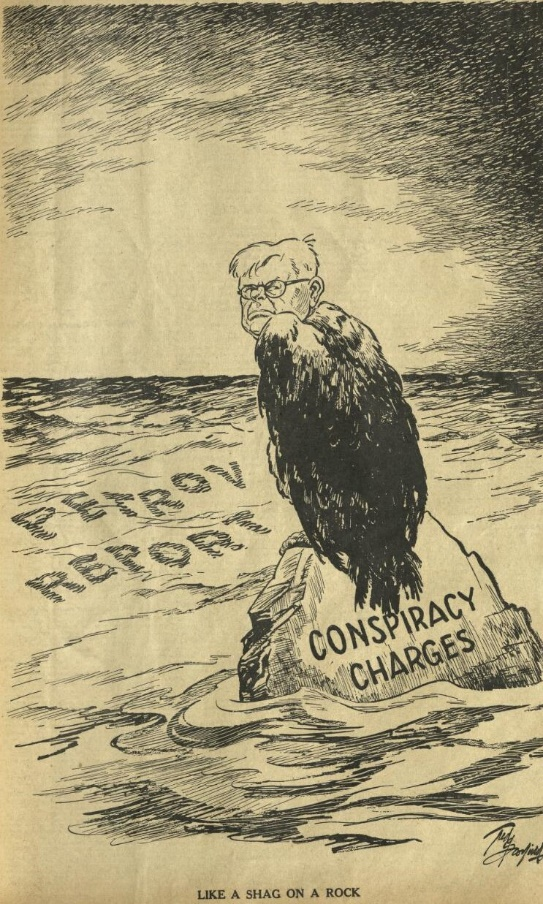 PETROV
REPORT
CONSPIRACY
CHARGES
LIKE A SHAG ON A ROCK